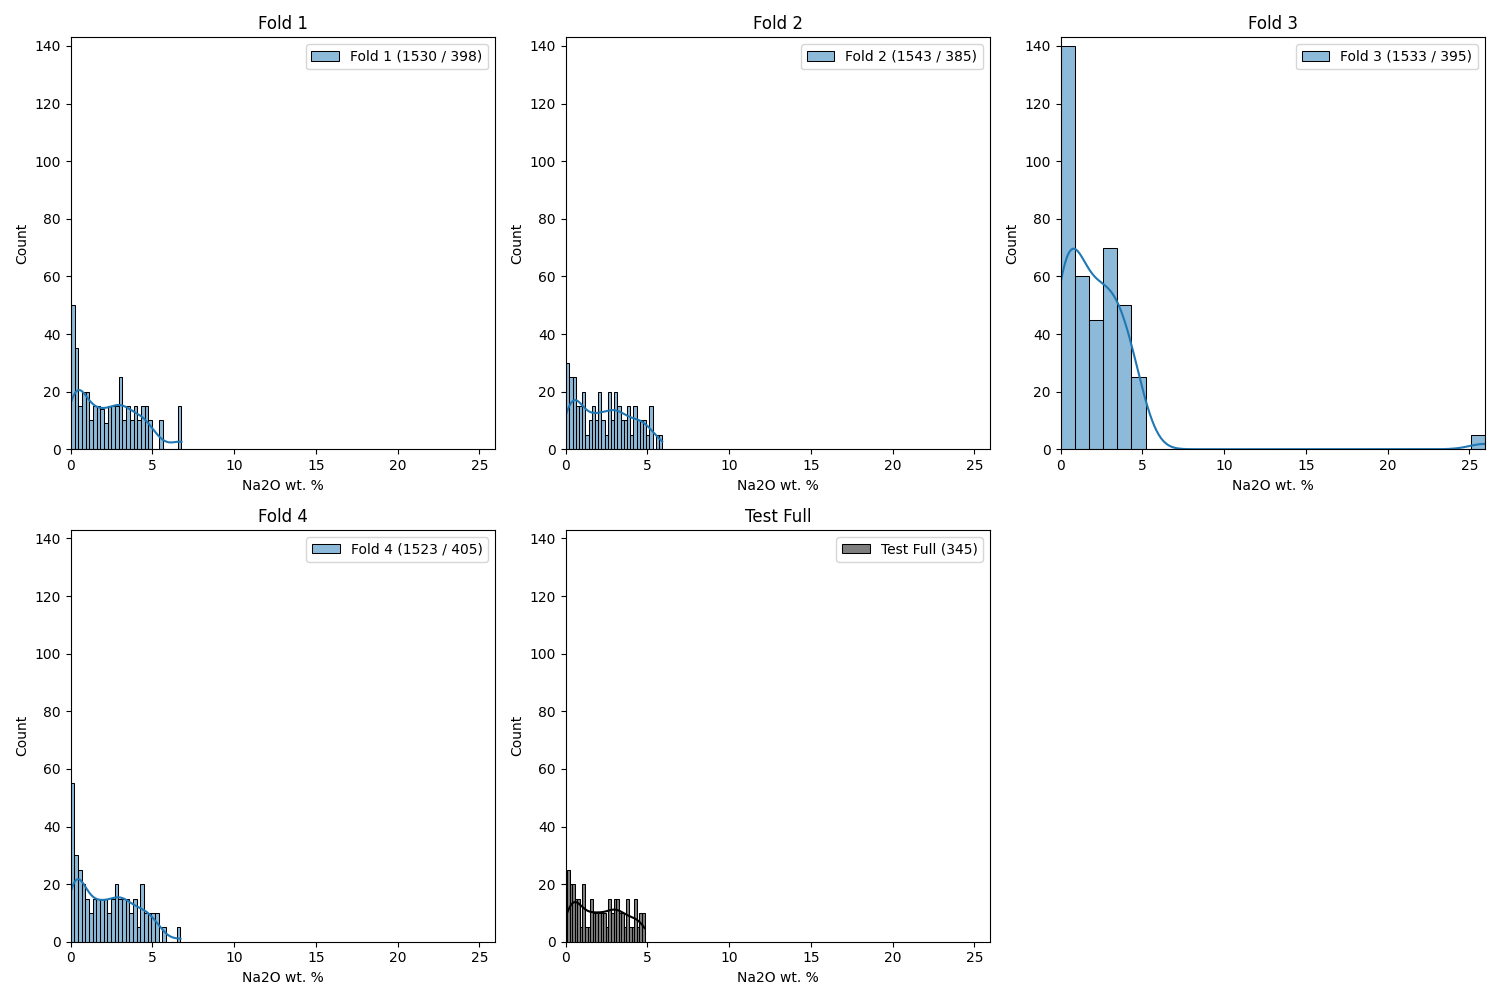 Fold 1
Fold 1 (1530 / 398)
Count
140
120
100
80
60
40
20
0
0 5 10 15 20 25
Na2O wt. %
Fold 2
Fold 2 (1543 / 385)
Count
140
120
100
80
60
40
20
0
0 5 10 15 20 25
Na2O wt. %
Fold 3
Fold 3 (1533 / 395)
Count
140
120
100
80
60
40
20
0
0 5 10 15 20 25
Na2O wt. %
Fold 4
Fold 4 (1523 / 405)
Count
140
120
100
80
60
40
20
0
0 5 10 15 20 25
Na2O wt. %
Test Full
Test Full (345)
Count
140
120
100
80
60
40
20
0
0 5 10 15 20 25
Na2O wt. %